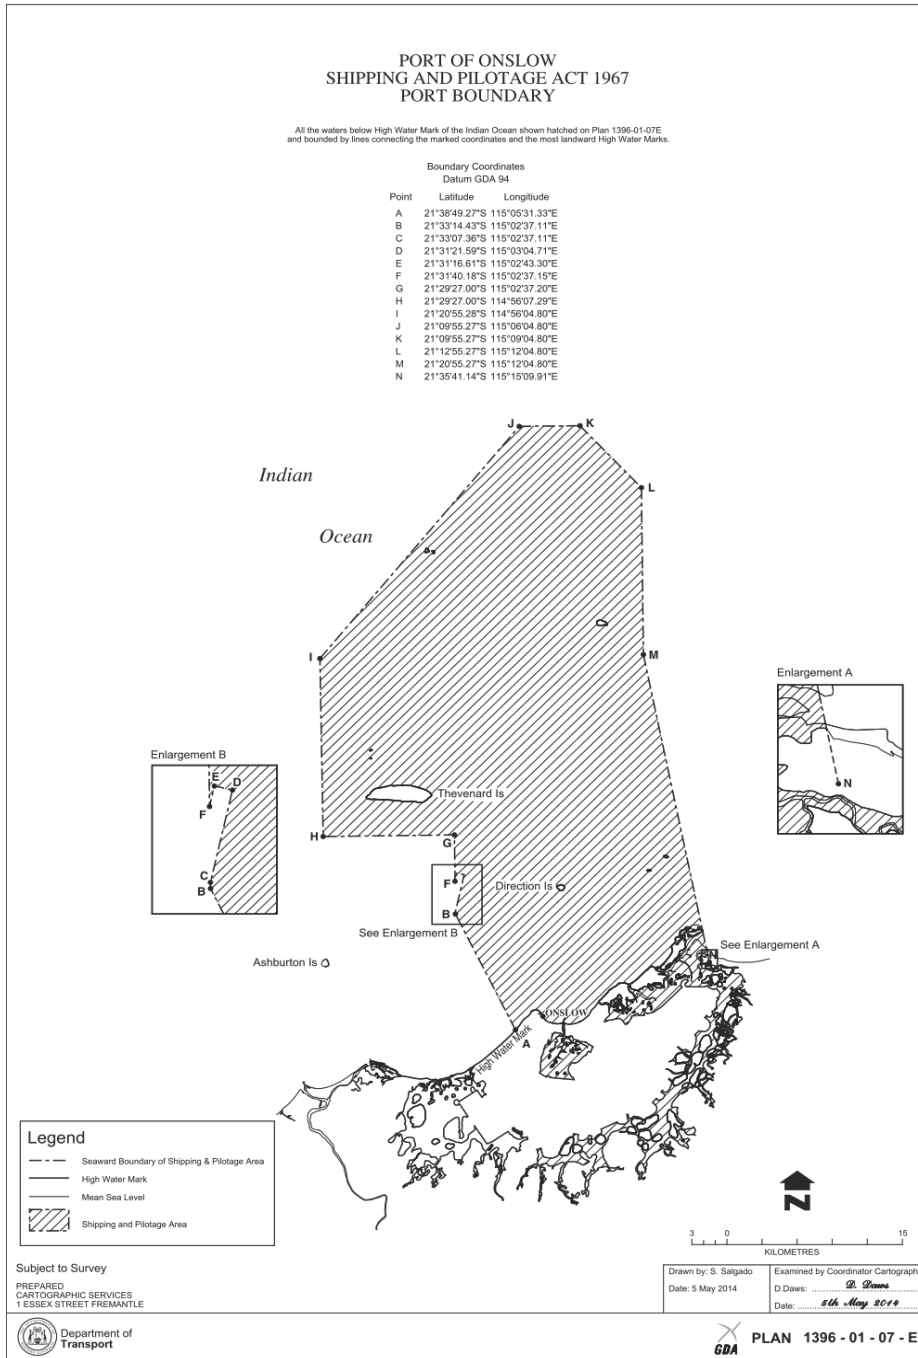 PORT OF ONSLOW
SHIPPING AND PILOTAGE ACT 1967
PORT BOUNDARY
All the waters below High Water Mark of the Indian Ocean shown hatched on Plan 1396-01-07E
and bounded by lines connecting the marked coordinates and the most landward High Water Marks.
Boundary Coordinates
Datum GDA 94
Point Latitude Longitiude
A 21°38'49.27"S 115°05'31.33"E
B 21°33'14.43"S 115°02'37.11"E
C 21°33'07.36"S 115°02'37.11"E
D 21°31'21.59"S 115°03'04.71"E
E 21°31'16.61"S 115°02'43.30"E
F 21°31'40.18"S 115°02'37.15"E
G 21°29'27.00"S 115°02'37.20"E
H 21°29'27.00"S 114°56'07.29"E
I 21°20'55.28"S 114°56'04.80"E
J 21°09'55.27"S 115°06'04.80"E
K 21°09'55.27"S 115°09'04.80"E
L 21°12'55.27"S 115°12'04.80"E
M 21°20'55.27"S 115°12'04.80"E
N 21°35'41.14"S 115°15'09.91"E
J
K
Indian
L
Ocean
I
M
Enlargement A
N
Enlargement B
E
D
F
C
B
Thevenard Is
H
G
F
Direction Is
B
See Enlargement B
See Enlargement A
N
Ashburton Is
ONSLOW
A
High Water Mark
Legend
Seaward Boundary of Shipping & Pilotage Area
High Water Mark
Mean Sea Level
Shipping and Pilotage Area
N
3 0 15
KILOMETRES
Subject to Survey
PREPARED
CARTOGRAPHIC SERVICES
1 ESSEX STREET FREMANTLE
Drawn by: S. Salgado
Date: 5 May 2014
Examined by Coordinator Cartograph
D.Daws: D. Daws
Date: 5th May 2014
Department of
Transport
GDA
PLAN 1396 - 01 - 07 - E